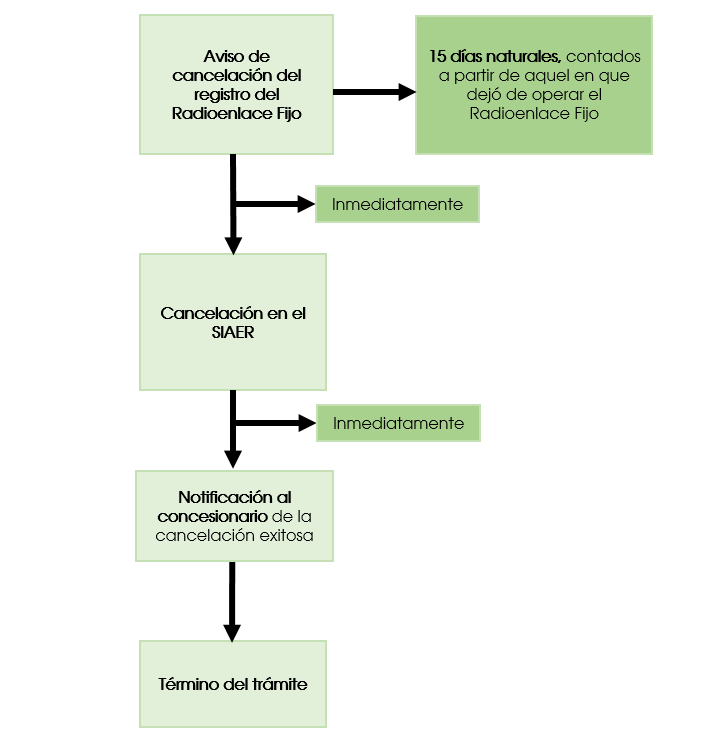 Aviso de
cancelación del
registro del
Radioenlace Fijo
15 días naturales, contados
a partir de aquel en que
dejó de operar el
Radioenlace Fijo
Inmediatamente
Cancelación en el
SIAER
Inmediatamente
Notificación al
concesionario de la
cancelación exitosa
Término del trámite